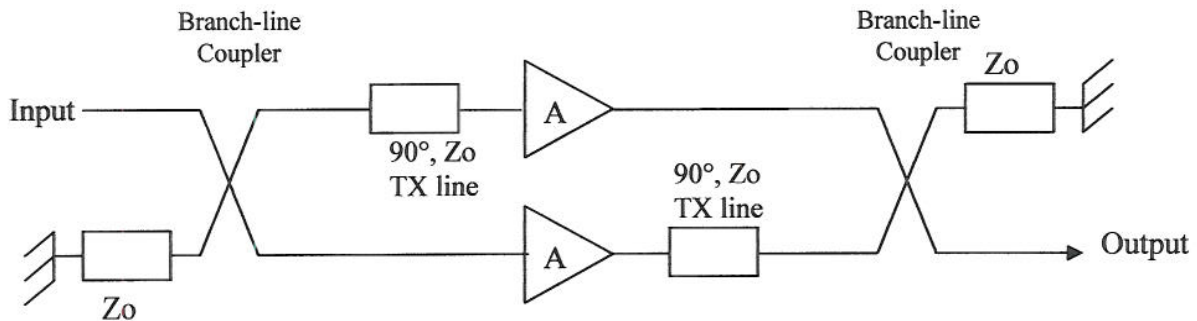 Branch-line
Coupler
Branch-line
Coupler
Zo
Input
A
90°, Zo
TX line
90°, Zo
TX line
A
Output
Zo